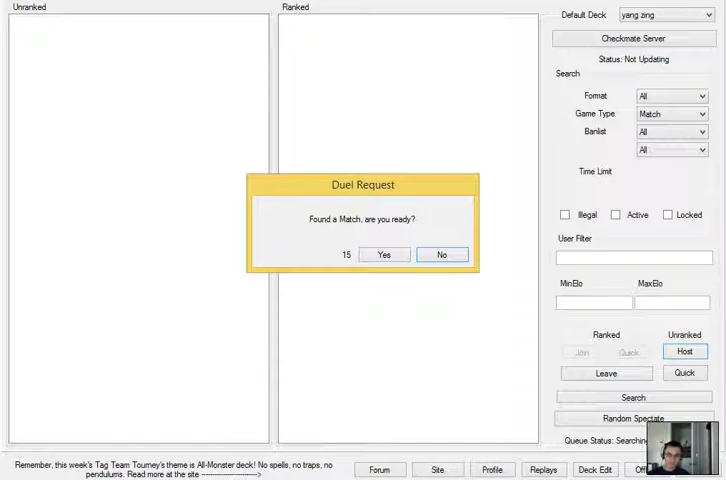 Unranked
Ranked
Default Deck
yang zing
Checkmate Server
Status: Not Updating
Search
Format
All
Game Type
Match
Banlist
All
All
Time Limit
Illegal
Active
Locked
User Filter
MinElo
MaxElo
Ranked
Unranked
Join
Quick
Host
Leave
Quick
Search
Random Spectate
Queue Status: Searching
Duel Request
Found a Match, are you ready?
15
Yes
No
Remember, this week's Tag Team Tourney's theme is All-Monster deck! No spells, no traps, no
pendulums. Read more at the site -------------------->
Forum
Site
Profile
Replays
Deck Edit